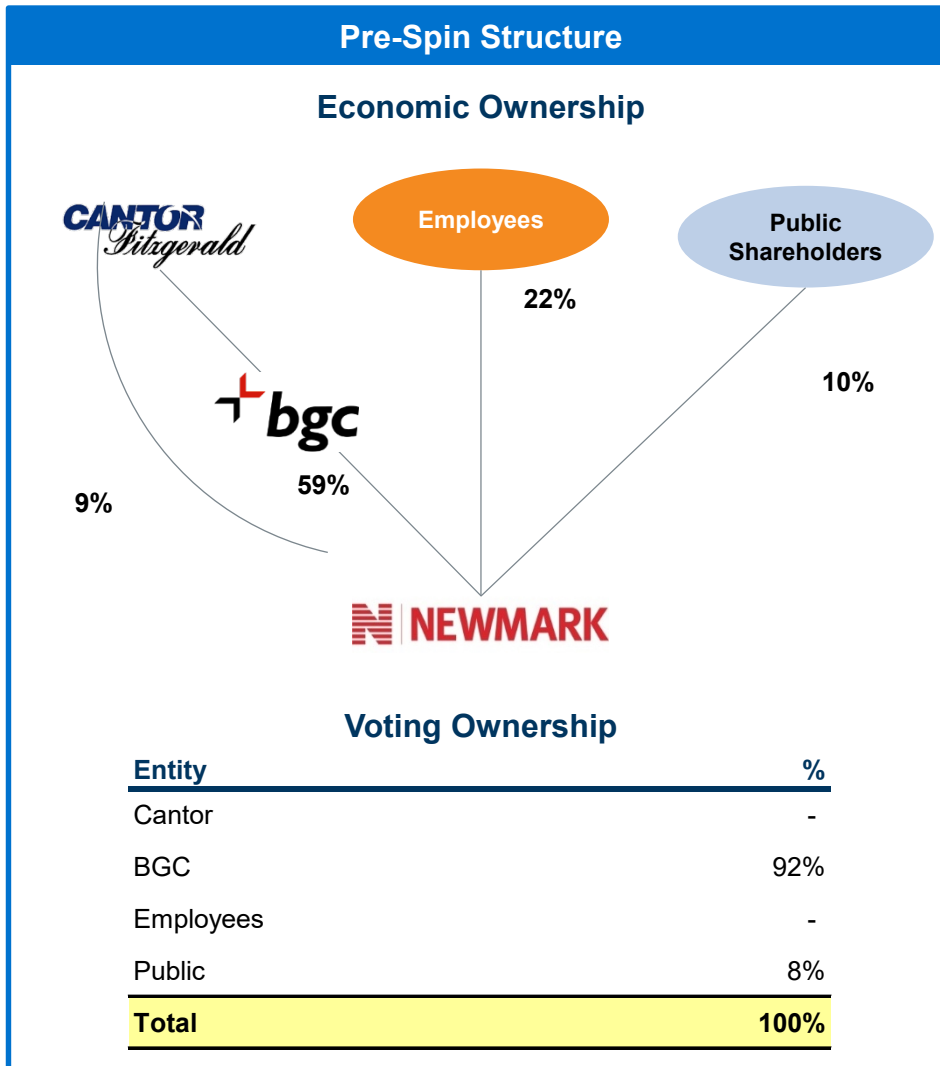 Pre-Spin Structure
Economic Ownership
CANTOR
Fitzgerald
Employees
Public
Shareholders
22%
10%
bgc
59%
9%
N NEWMARK
Voting Ownership
Entity %
Cantor -
BGC 92%
Employees -
Public 8%
Total 100%